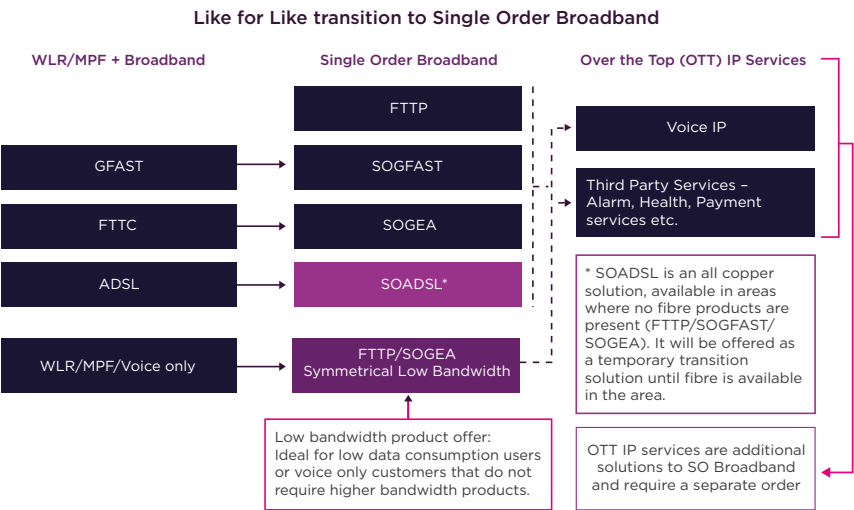 Like for Like transition to Single Order Broadband
WLR/MPF + Broadband
Single Order Broadband
Over the Top (OTT) IP Services
FTTP
Voice IP
GFAST
SOGFAST
Third Party Services –
Alarm, Health, Payment
services etc.
FTTC
SOGEA
ADSL
SOADSL*
* SOADSL is an all copper
solution, available in areas
where no fibre products are
present (FTTP/SOGFAST/
SOGEA). It will be offered as
a temporary transition
solution until fibre is available
in the area.
WLR/MPF/Voice only
FTTP/SOGEA
Symmetrical Low Bandwidth
Low bandwidth product offer:
Ideal for low data consumption users
or voice only customers that do not
require higher bandwidth products.
OTT IP services are additional
solutions to SO Broadband
and require a separate order